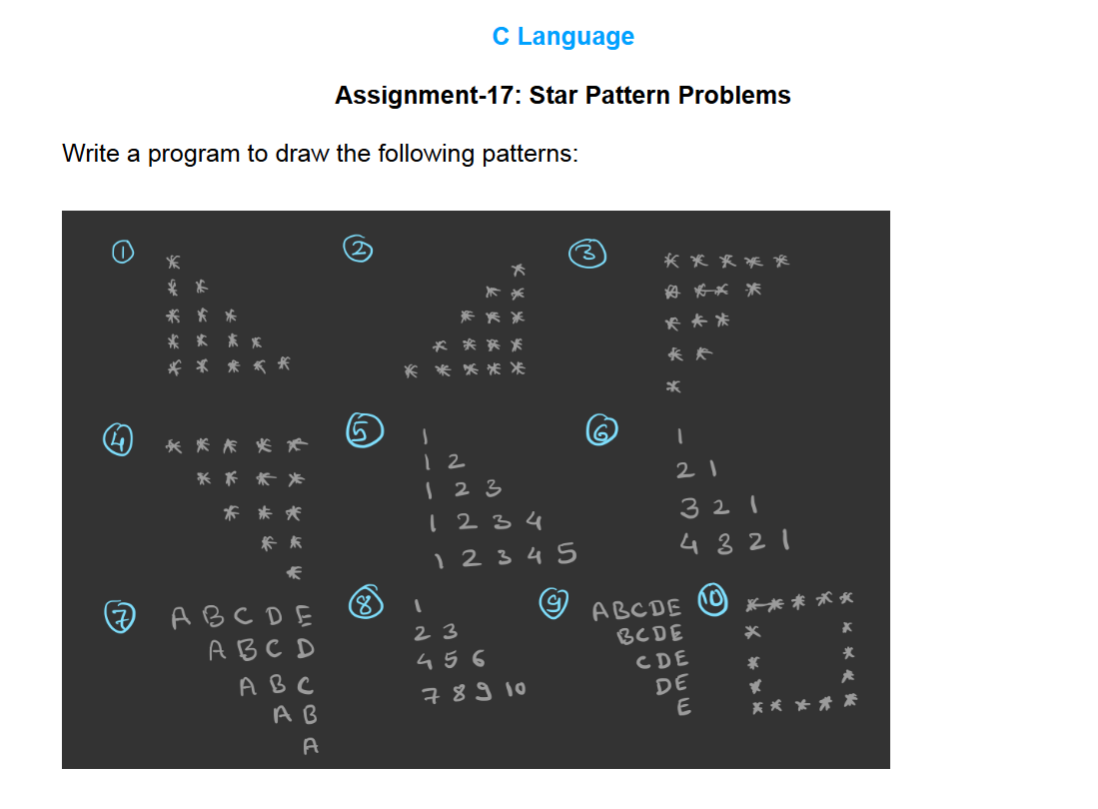 C Language
Assignment-17: Star Pattern Problems
Write a program to draw the following patterns:
1
*
* *
* * *
* * * *
* * * * *
2
*
* *
* * *
* * * *
* * * * *
3
* * * * *
* * * *
* * *
* *
*
4
* * * * *
* * * *
* * *
* *
*
5
1
1 2
1 2 3
1 2 3 4
1 2 3 4 5
6
1
2 1
3 2 1
4 3 2 1
7
A B C D E
A B C D
A B C
A B
A
8
1
2 3
4 5 6
7 8 9 10
9
ABCDE
BCDE
CDE
DE
E
10
* * * * *
* *
* *
* *
* * * * *